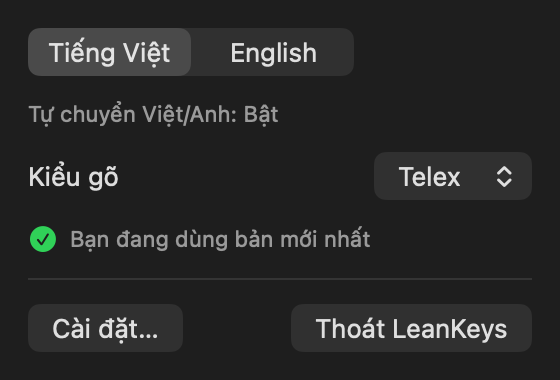 Tiếng Việt English
Tự chuyển Việt/Anh: Bật
Kiểu gõ Telex
Bạn đang dùng bản mới nhất
Cài đặt... Thoát LeanKeys